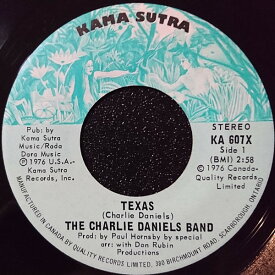 KAMA SUTRA
Pub: by
Kama Sutra
Music/Rada
Dara Music
℗ 1976 U.S.A.
Kama Sutra
Records, Inc.
STEREO
KA 607X
Side 1
(BMI) 2:58
© 1976 Canada-
Quality Records
Limited
TEXAS
(Charlie Daniels)
THE CHARLIE DANIELS BAND
Prod: by Paul Hornsby by special
arr: with Don Rubin
Productions
MANUFACTURED IN CANADA BY QUALITY RECORDS LIMITED, 380 BIRCHMOUNT ROAD, SCARBOROUGH, ONTARIO